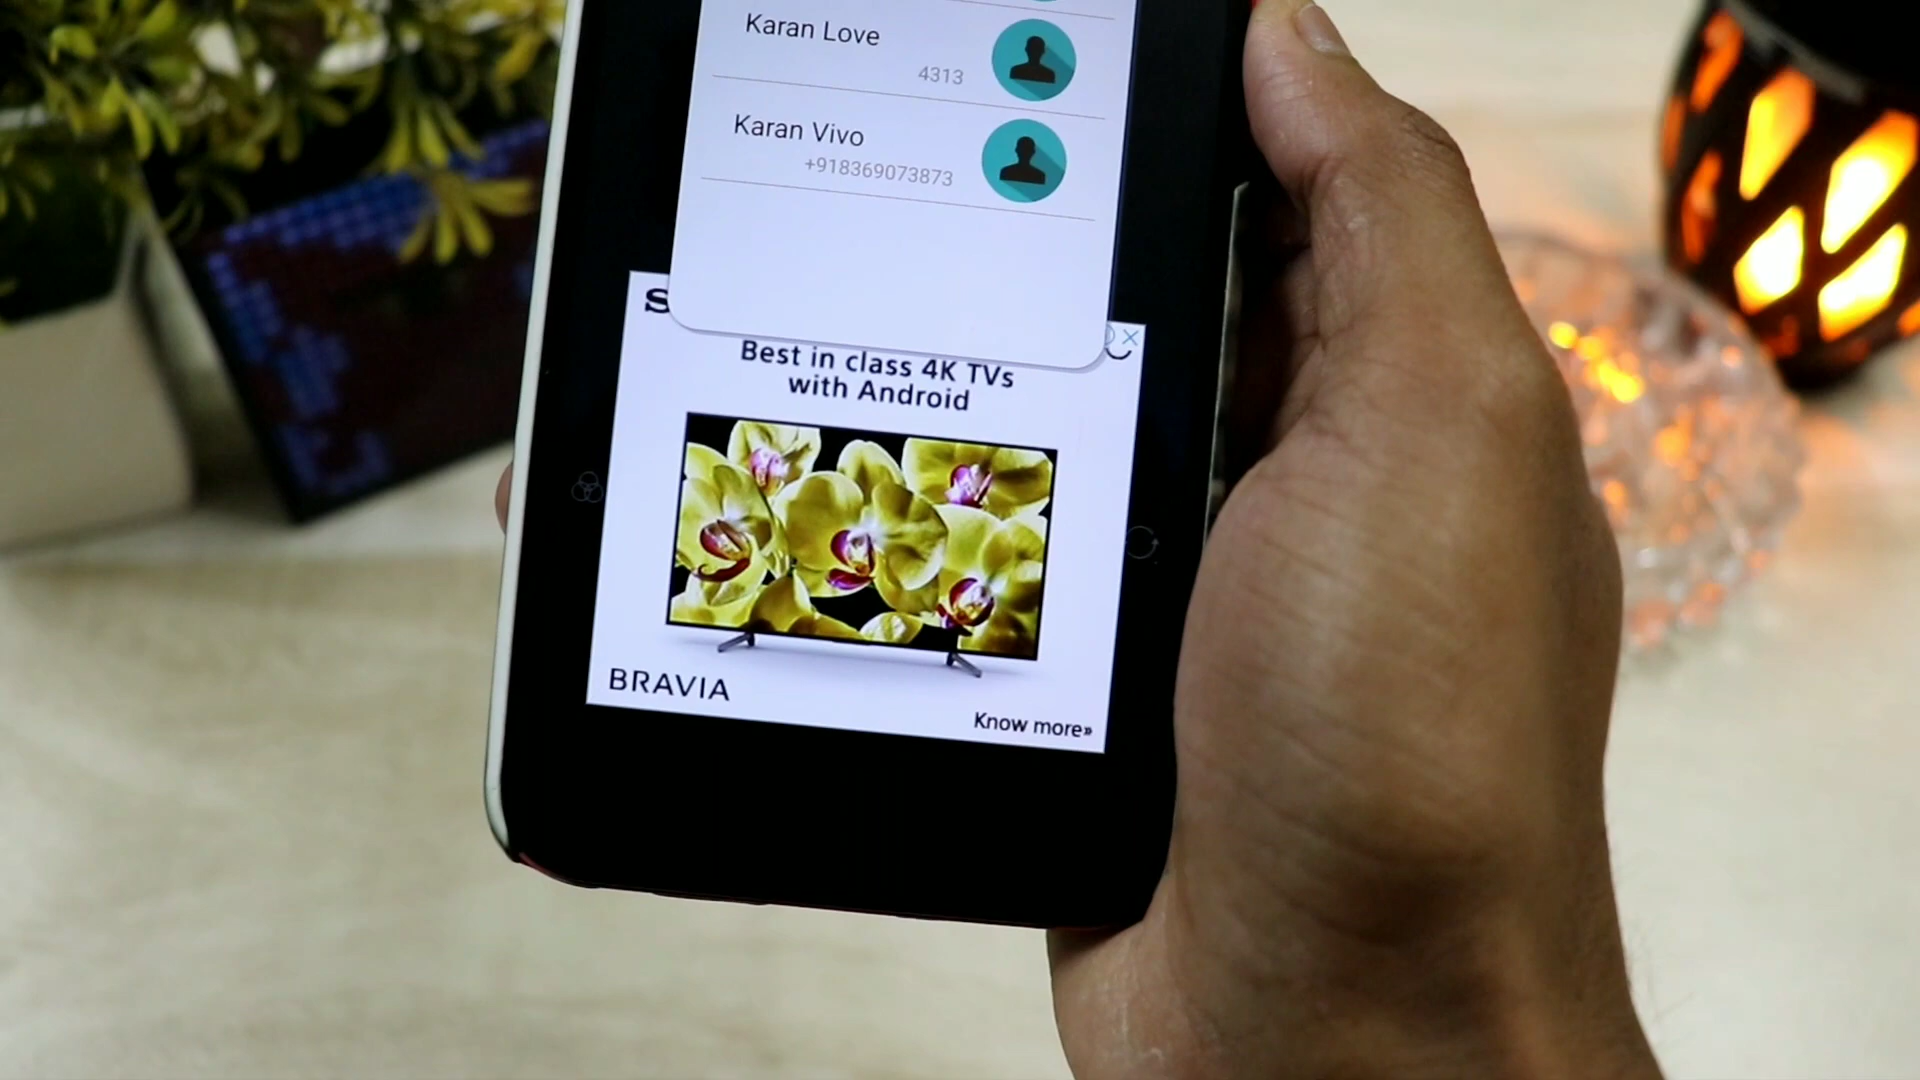 Karan Love
4313
Karan Vivo
+918369073873
Best in class 4K TVs
with Android
BRAVIA
Know more»